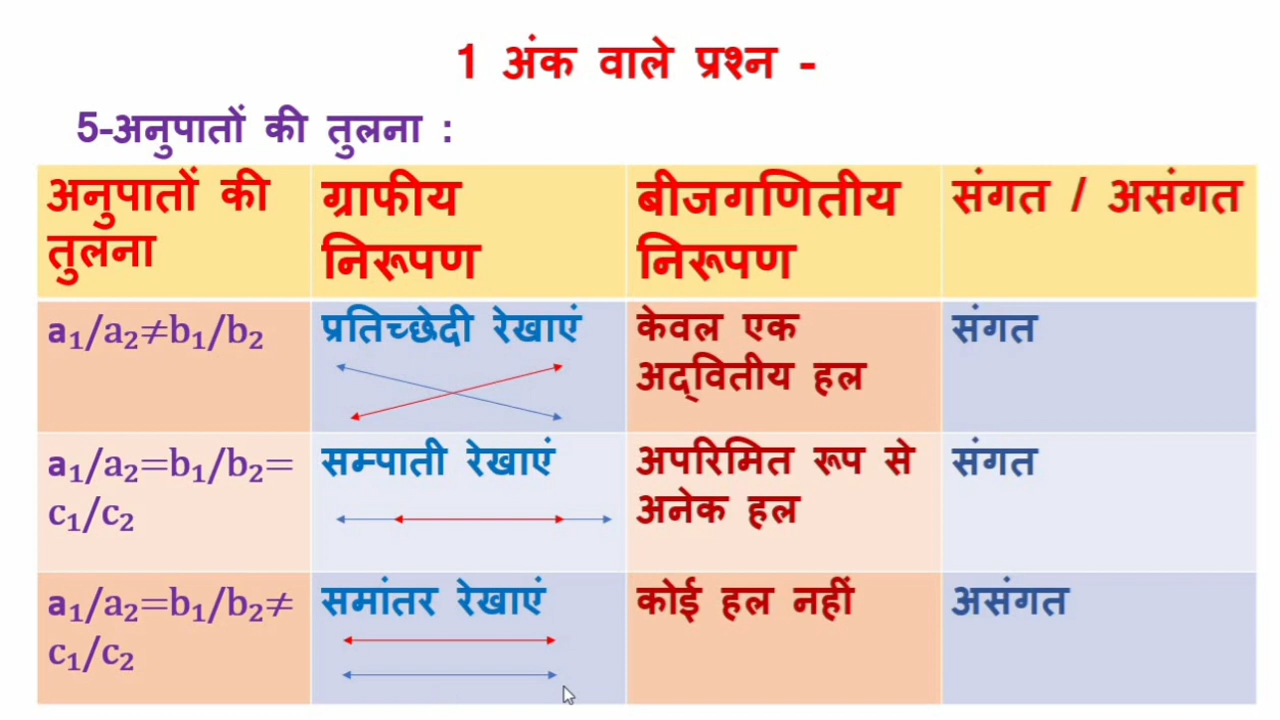 1 अंक वाले प्रश्न -
5-अनुपातों की तुलना :
अनुपातों की तुलना
ग्राफीय निरूपण
बीजगणितीय निरूपण
संगत / असंगत
a₁/a₂≠b₁/b₂
प्रतिच्छेदी रेखाएं
केवल एक
अद्वितीय हल
संगत
a₁/a₂=b₁/b₂=
c₁/c₂
सम्पाती रेखाएं
अपरिमित रूप से
अनेक हल
संगत
a₁/a₂=b₁/b₂≠
c₁/c₂
समांतर रेखाएं
कोई हल नहीं
असंगत